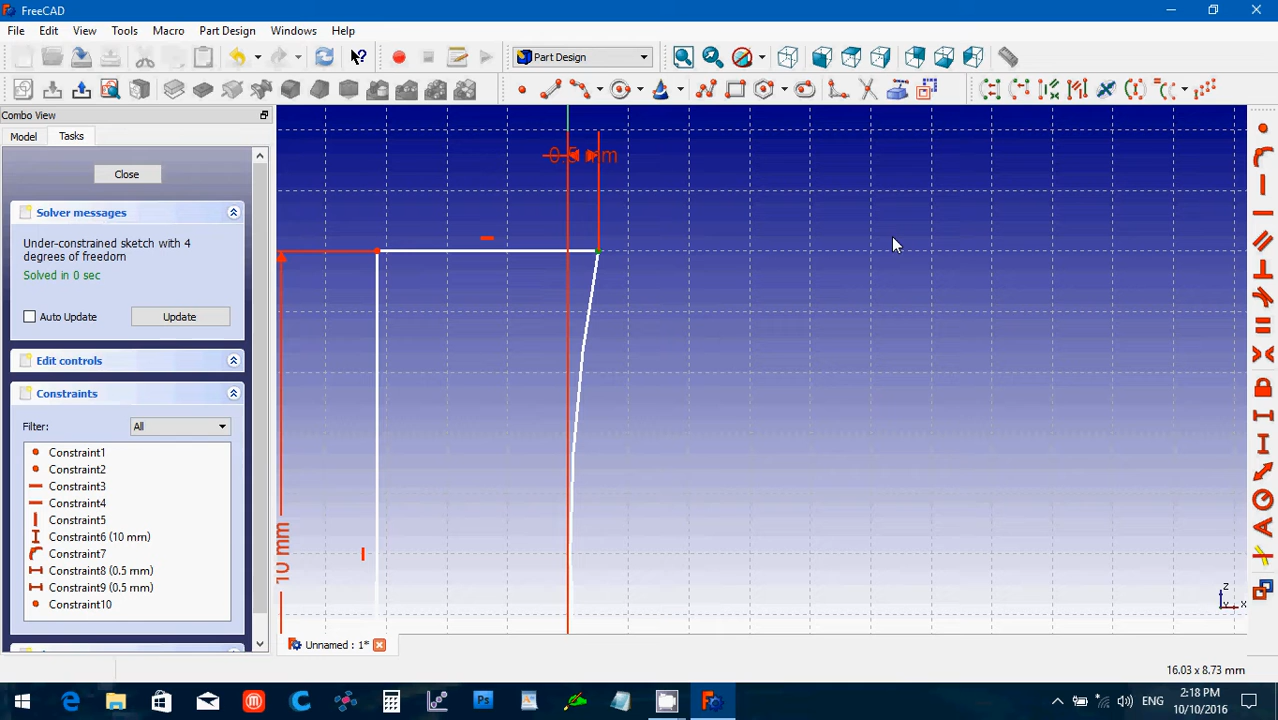 FreeCAD
File Edit View Tools Macro Part Design Windows Help
Part Design
Combo View
Model Tasks
Close
Solver messages
Under-constrained sketch with 4
degrees of freedom
Solved in 0 sec
Auto Update Update
Edit controls
Constraints
Filter: All
Constraint1
Constraint2
Constraint3
Constraint4
Constraint5
Constraint6 (10 mm)
Constraint7
Constraint8 (0.5 mm)
Constraint9 (0.5 mm)
Constraint10
10 mm
Z
Y X
Unnamed : 1*
16.03 x 8.73 mm
Ps
ENG
2:18 PM
10/10/2016